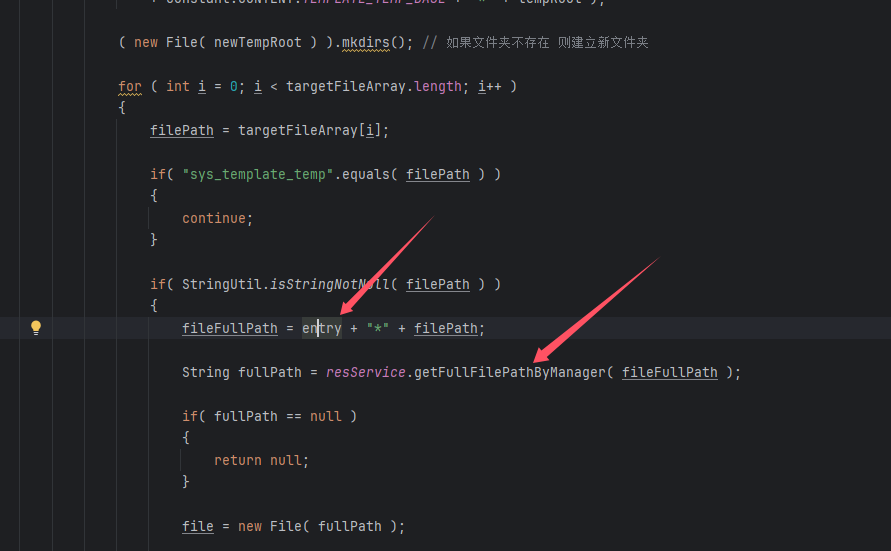 + Constant.CONTENT.TEMPLATE_TEMP_BASE + "*" + tempRoot );
( new File( newTempRoot ) ).mkdirs(); // 如果文件夹不存在 则建立新文件夹
for ( int i = 0; i < targetFileArray.length; i++ )
{
filePath = targetFileArray[i];
if( "sys_template_temp".equals( filePath ) )
{
continue;
}
if( StringUtil.isStringNotNull( filePath ) )
{
fileFullPath = entry + "*" + filePath;
String fullPath = resService.getFullFilePathByManager( fileFullPath );
if( fullPath == null )
{
return null;
}
file = new File( fullPath );